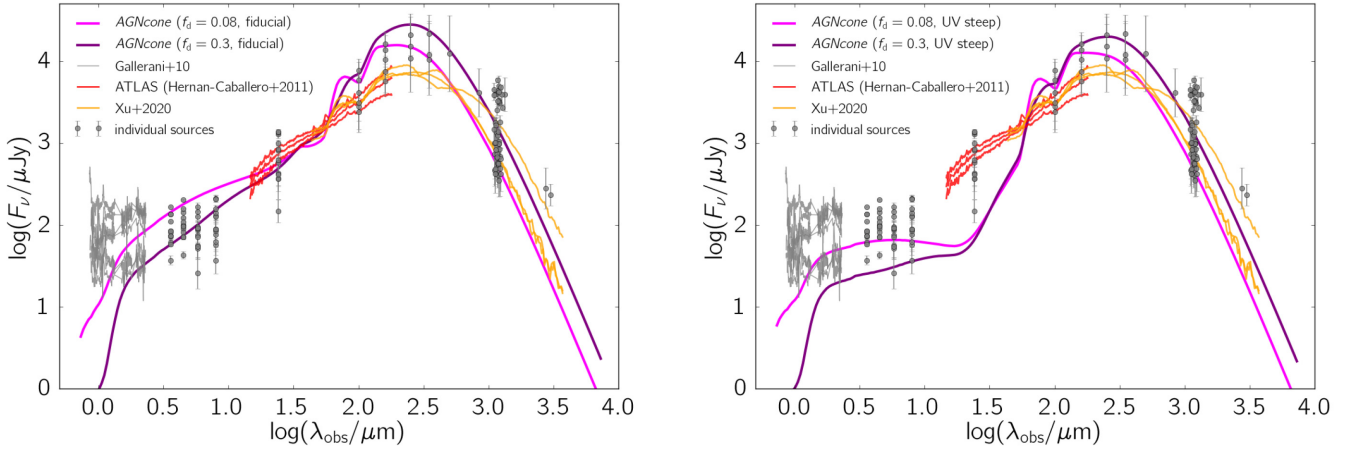 AGNcone (f_d = 0.08, fiducial)
AGNcone (f_d = 0.3, fiducial)
Gallerani+10
ATLAS (Hernan-Caballero+2011)
Xu+2020
individual sources
log(F_ν/μJy)
4
3
2
1
0
0.0 0.5 1.0 1.5 2.0 2.5 3.0 3.5 4.0
log(λ_obs/μm)
AGNcone (f_d = 0.08, UV steep)
AGNcone (f_d = 0.3, UV steep)
Gallerani+10
ATLAS (Hernan-Caballero+2011)
Xu+2020
individual sources
log(F_ν/μJy)
4
3
2
1
0
0.0 0.5 1.0 1.5 2.0 2.5 3.0 3.5 4.0
log(λ_obs/μm)